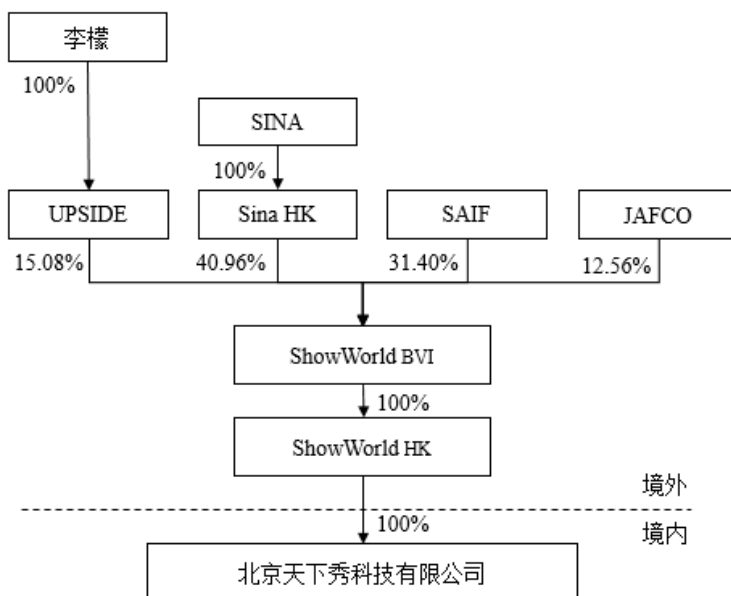 李檬
100%
SINA
100%
UPSIDE
Sina HK
SAIF
JAFCO
15.08%
40.96%
31.40%
12.56%
ShowWorld BVI
100%
ShowWorld HK
境外
100%
境内
北京天下秀科技有限公司